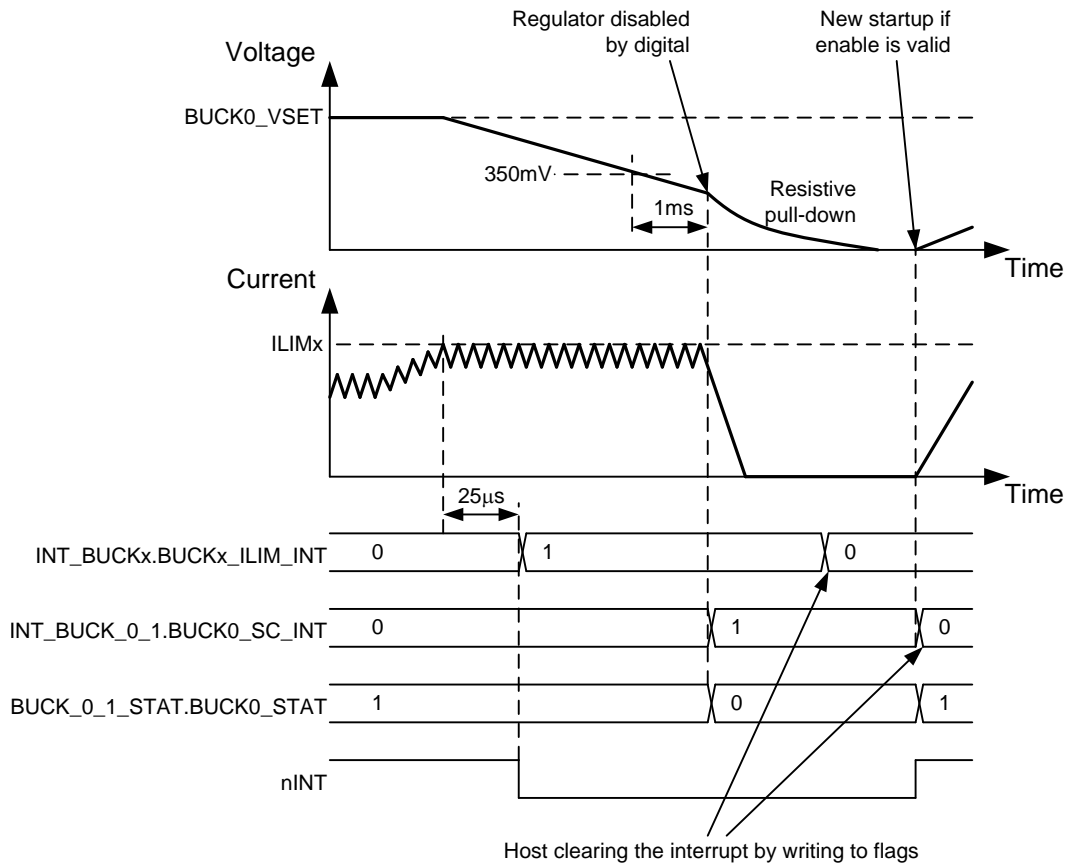 Regulator disabled
by digital
New startup if
enable is valid
Voltage
BUCK0_VSET
350mV
1ms
Resistive
pull-down
Time
Current
ILIMx
Time
25μs
INT_BUCKx.BUCKx_ILIM_INT
0
1
0
INT_BUCK_0_1.BUCK0_SC_INT
0
1
0
BUCK_0_1_STAT.BUCK0_STAT
1
0
1
nINT
Host clearing the interrupt by writing to flags